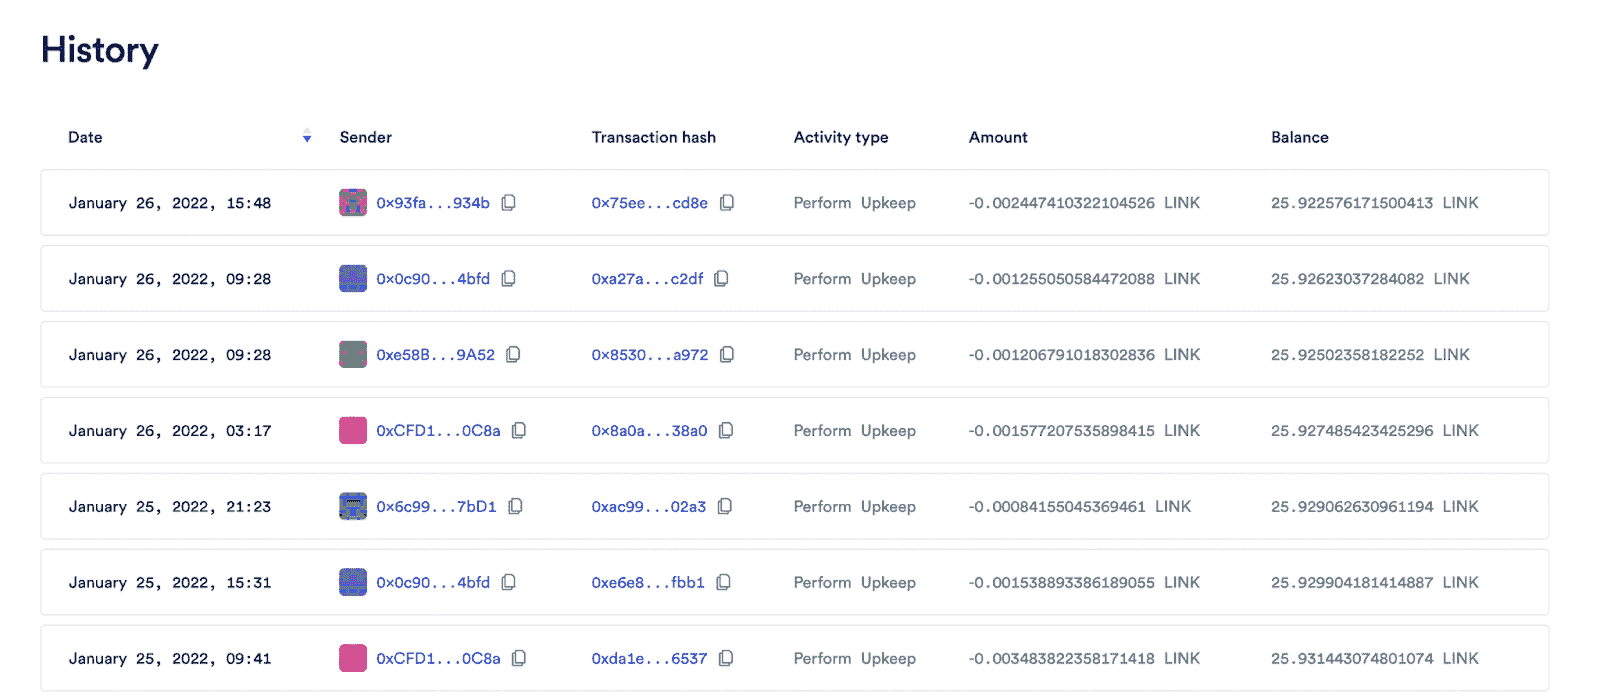 History
Date Sender Transaction hash Activity type Amount Balance
January 26, 2022, 15:48 0x93fa...934b 0x75ee...cd8e Perform Upkeep -0.002447410322104526 LINK 25.922576171500413 LINK
January 26, 2022, 09:28 0x0c90...4bfd 0xa27a...c2df Perform Upkeep -0.001255050584472088 LINK 25.92623037284082 LINK
January 26, 2022, 09:28 0xe58B...9A52 0x8530...a972 Perform Upkeep -0.001206791018302836 LINK 25.92502358182252 LINK
January 26, 2022, 03:17 0xCFD1...0C8a 0x8a0a...38a0 Perform Upkeep -0.001577207535898415 LINK 25.927485423425296 LINK
January 25, 2022, 21:23 0x6c99...7bD1 0xac99...02a3 Perform Upkeep -0.00084155045369461 LINK 25.929062630961194 LINK
January 25, 2022, 15:31 0x0c90...4bfd 0xe6e8...fbb1 Perform Upkeep -0.001538893386189055 LINK 25.929904181414887 LINK
January 25, 2022, 09:41 0xCFD1...0C8a 0xda1e...6537 Perform Upkeep -0.003483822358171418 LINK 25.931443074801074 LINK